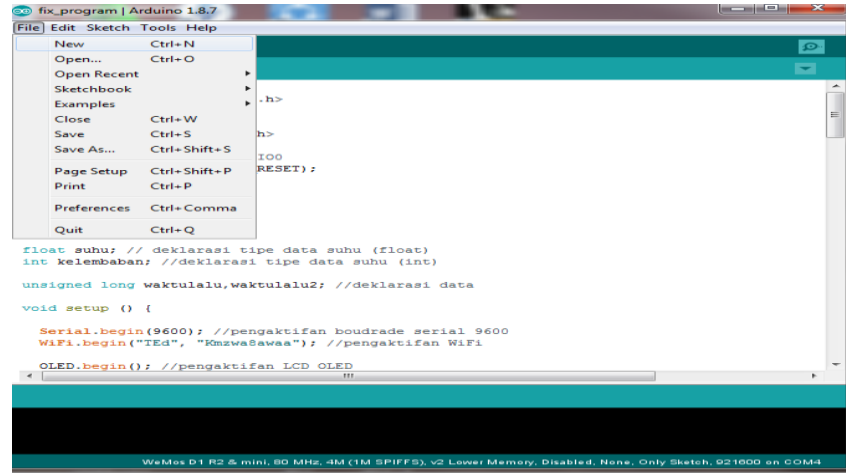 fix_program | Arduino 1.8.7
File Edit Sketch Tools Help
New Ctrl+N
Open... Ctrl+O
Open Recent
Sketchbook
Examples
Close Ctrl+W
Save Ctrl+S
Save As... Ctrl+Shift+S
Page Setup Ctrl+Shift+P
Print Ctrl+P
Preferences Ctrl+Comma
Quit Ctrl+Q
.h>
h>
IO0
RESET);
float suhu; // deklarasi tipe data suhu (float)
int kelembaban; //deklarasi tipe data suhu (int)
unsigned long waktulalu,waktulalu2; //deklarasi data
void setup () {
Serial.begin(9600); //pengaktifan boudrade serial 9600
WiFi.begin("TEd", "Kmzwa8awaa"); //pengaktifan WiFi
OLED.begin(); //pengaktifan LCD OLED
WeMos D1 R2 & mini, 80 MHz, 4M (1M SPIFFS), v2 Lower Memory, Disabled, None, Only Sketch, 921600 on COM4